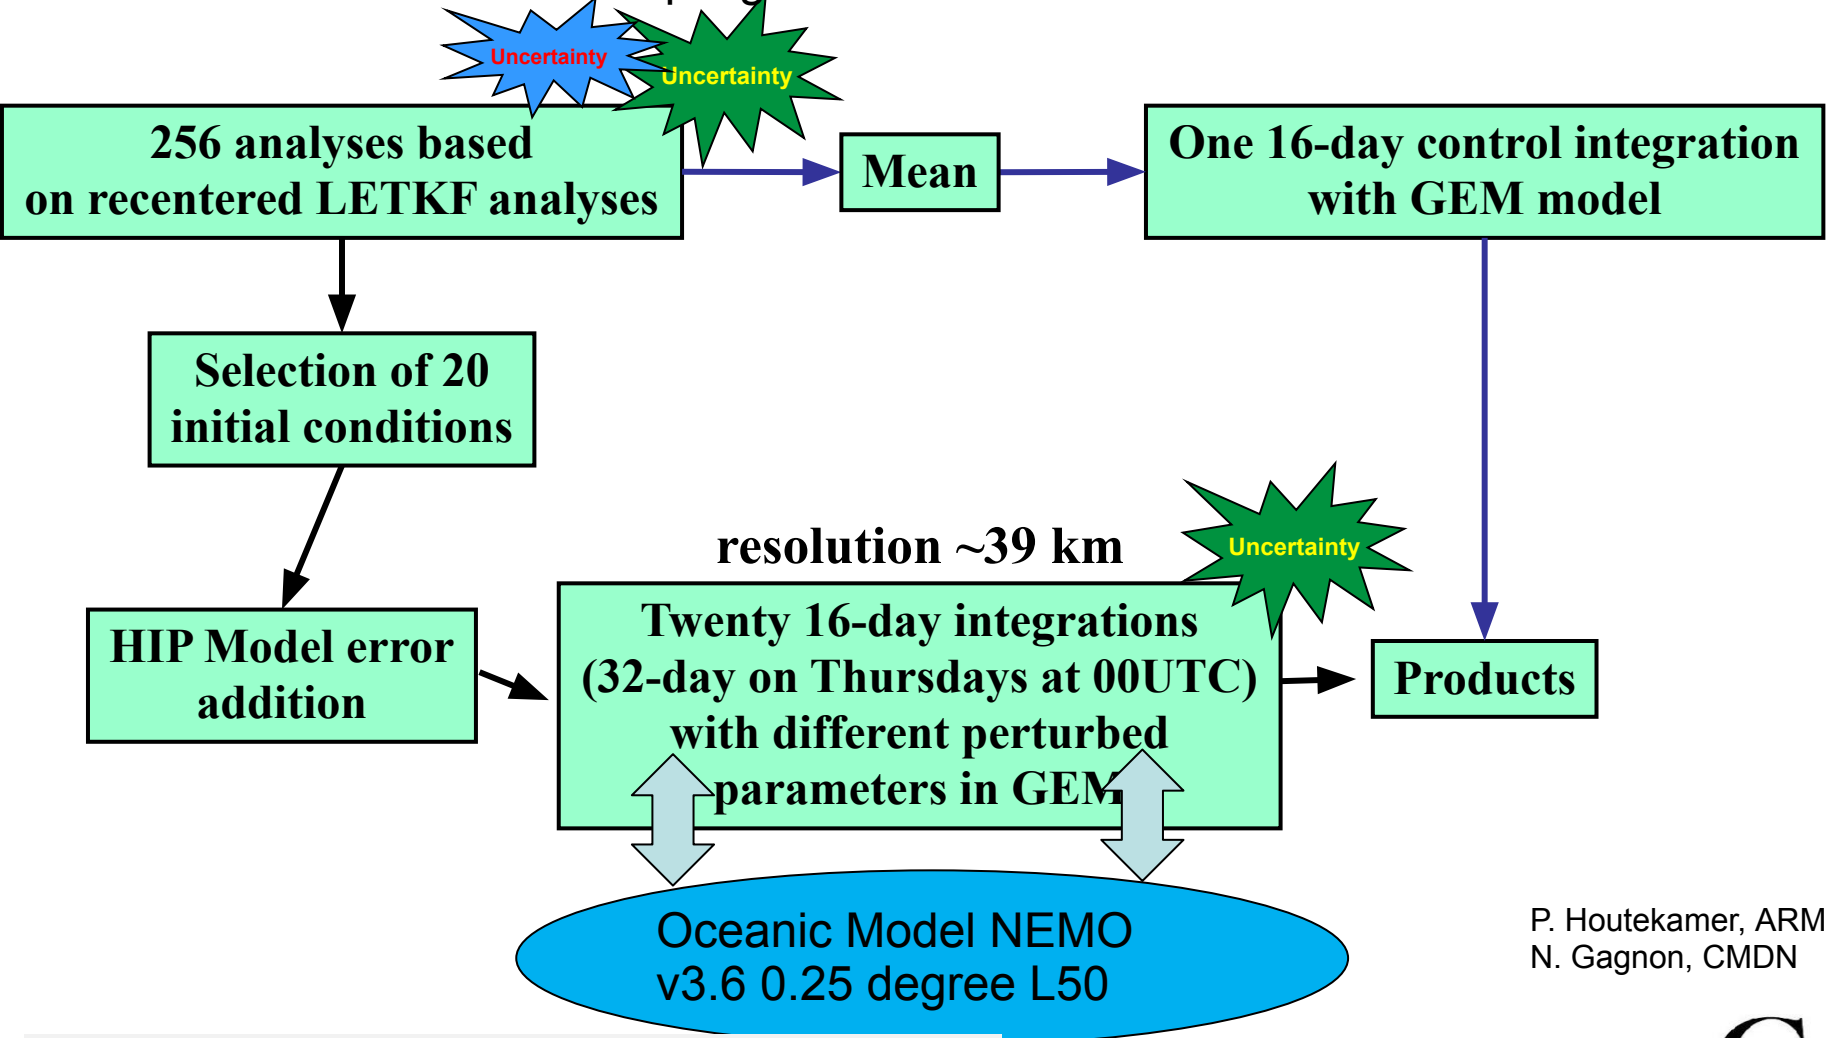 Uncertainty
Uncertainty
256 analyses based
on recentered LETKF analyses
Mean
One 16-day control integration
with GEM model
Selection of 20
initial conditions
resolution ~39 km
Uncertainty
HIP Model error
addition
Twenty 16-day integrations
(32-day on Thursdays at 00UTC)
with different perturbed
parameters in GEM
Products
Oceanic Model NEMO
v3.6 0.25 degree L50
P. Houtekamer, ARM
N. Gagnon, CMDN